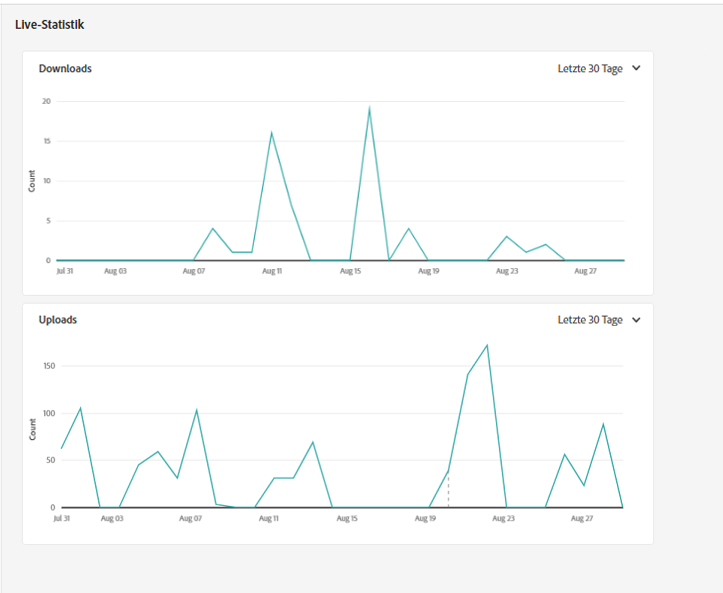 Live-Statistik
Downloads Letzte 30 Tage
20
15
10
5
0
Count
Jul 31 Aug 03 Aug 07 Aug 11 Aug 15 Aug 19 Aug 23 Aug 27
Uploads Letzte 30 Tage
150
100
50
0
Count
Jul 31 Aug 03 Aug 07 Aug 11 Aug 15 Aug 19 Aug 23 Aug 27